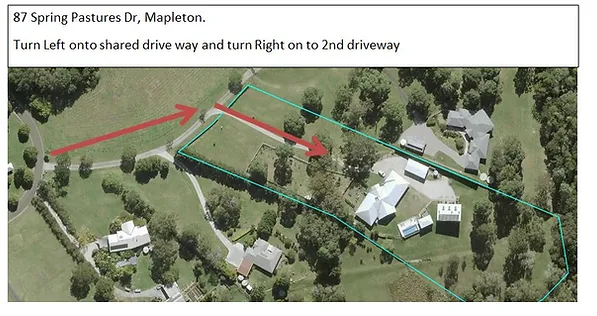 87 Spring Pastures Dr, Mapleton.
Turn Left onto shared drive way and turn Right on to 2nd driveway